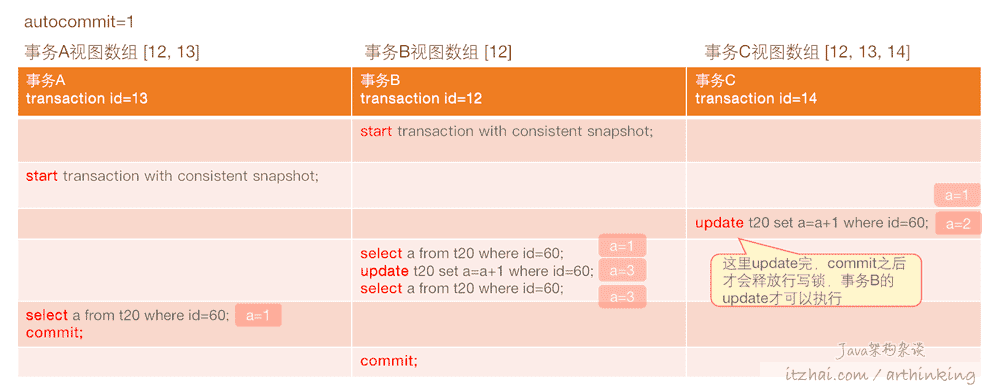 autocommit=1
事务A视图数组 [12, 13]
事务B视图数组 [12]
事务C视图数组 [12, 13, 14]
事务A
transaction id=13
事务B
transaction id=12
事务C
transaction id=14
start transaction with consistent snapshot;
start transaction with consistent snapshot;
a=1
update t20 set a=a+1 where id=60;
a=2
select a from t20 where id=60;
a=1
update t20 set a=a+1 where id=60;
a=3
select a from t20 where id=60;
a=3
这里update完，commit之后
才会释放行写锁，事务B的
update才可以执行
select a from t20 where id=60;
a=1
commit;
commit;
Java架构杂谈
itzhai.com / arthinking